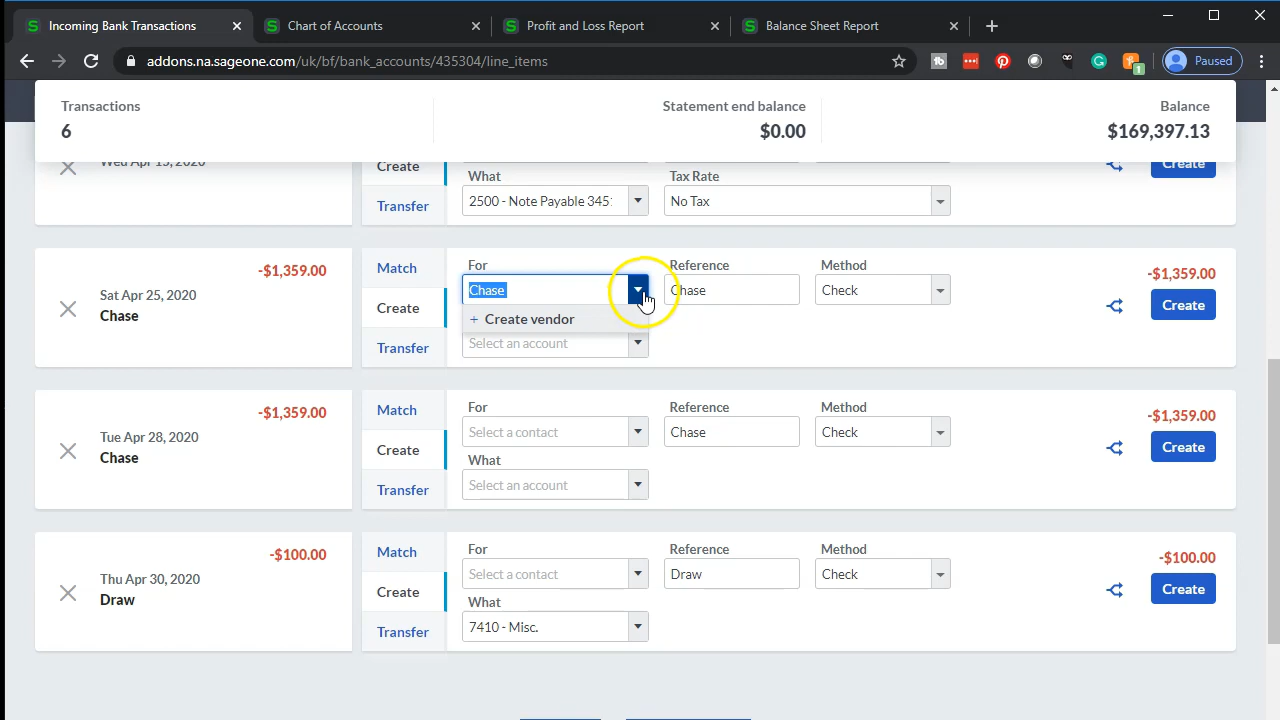 Incoming Bank Transactions
Chart of Accounts
Profit and Loss Report
Balance Sheet Report
addons.na.sageone.com/uk/bf/bank_accounts/435304/line_items
Paused
Transactions
6
Statement end balance
$0.00
Balance
$169,397.13
Wed Apr 15, 2020
Create
Transfer
What
2500 - Note Payable 345
Tax Rate
No Tax
Create
-$1,359.00
Sat Apr 25, 2020
Chase
Match
Create
Transfer
For
Chase
+ Create vendor
Select an account
Reference
Chase
Method
Check
-$1,359.00
Create
-$1,359.00
Tue Apr 28, 2020
Chase
Match
Create
Transfer
For
Select a contact
What
Select an account
Reference
Chase
Method
Check
-$1,359.00
Create
-$100.00
Thu Apr 30, 2020
Draw
Match
Create
Transfer
For
Select a contact
What
7410 - Misc.
Reference
Draw
Method
Check
-$100.00
Create